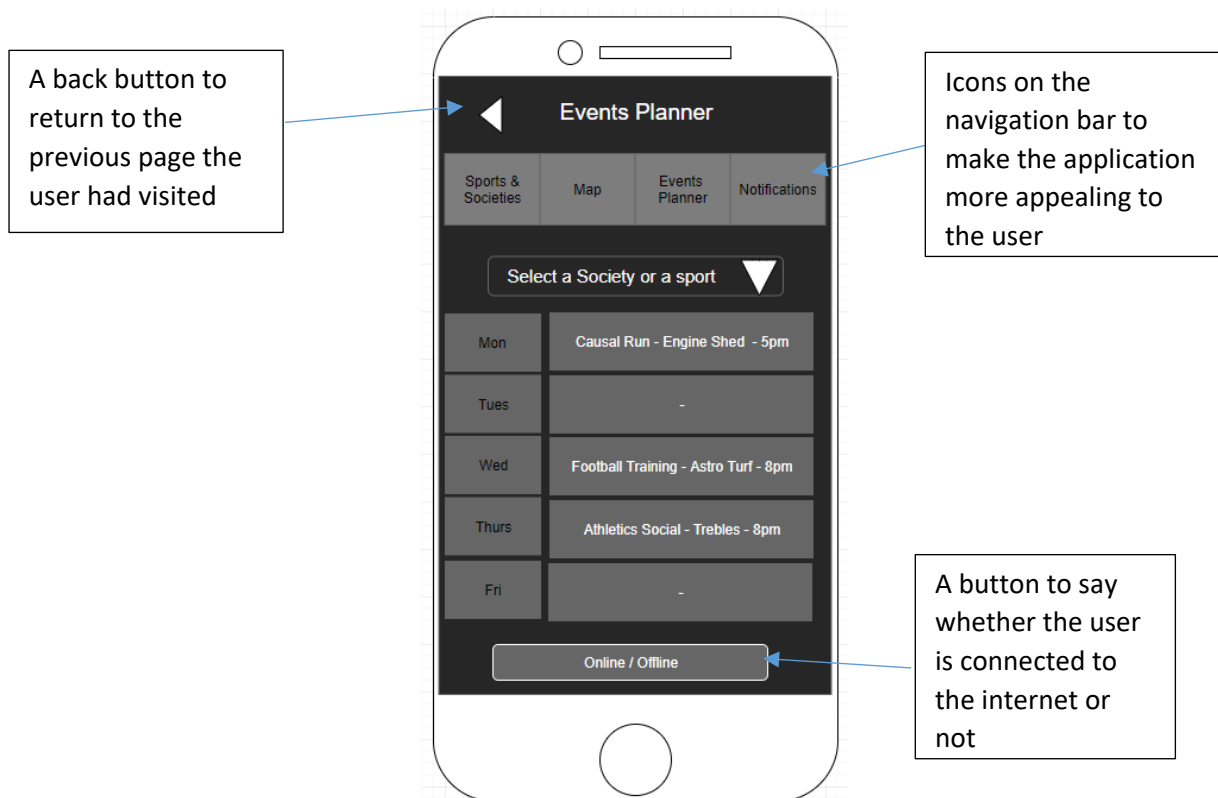 A back button to
return to the
previous page the
user had visited
Events Planner
Icons on the
navigation bar to
make the application
more appealing to
the user
Sports &
Societies
Map
Events
Planner
Notifications
Select a Society or a sport
Mon
Causal Run - Engine Shed - 5pm
Tues
-
Wed
Football Training - Astro Turf - 8pm
Thurs
Athletics Social - Trebles - 8pm
Fri
-
Online / Offline
A button to say
whether the user
is connected to
the internet or
not